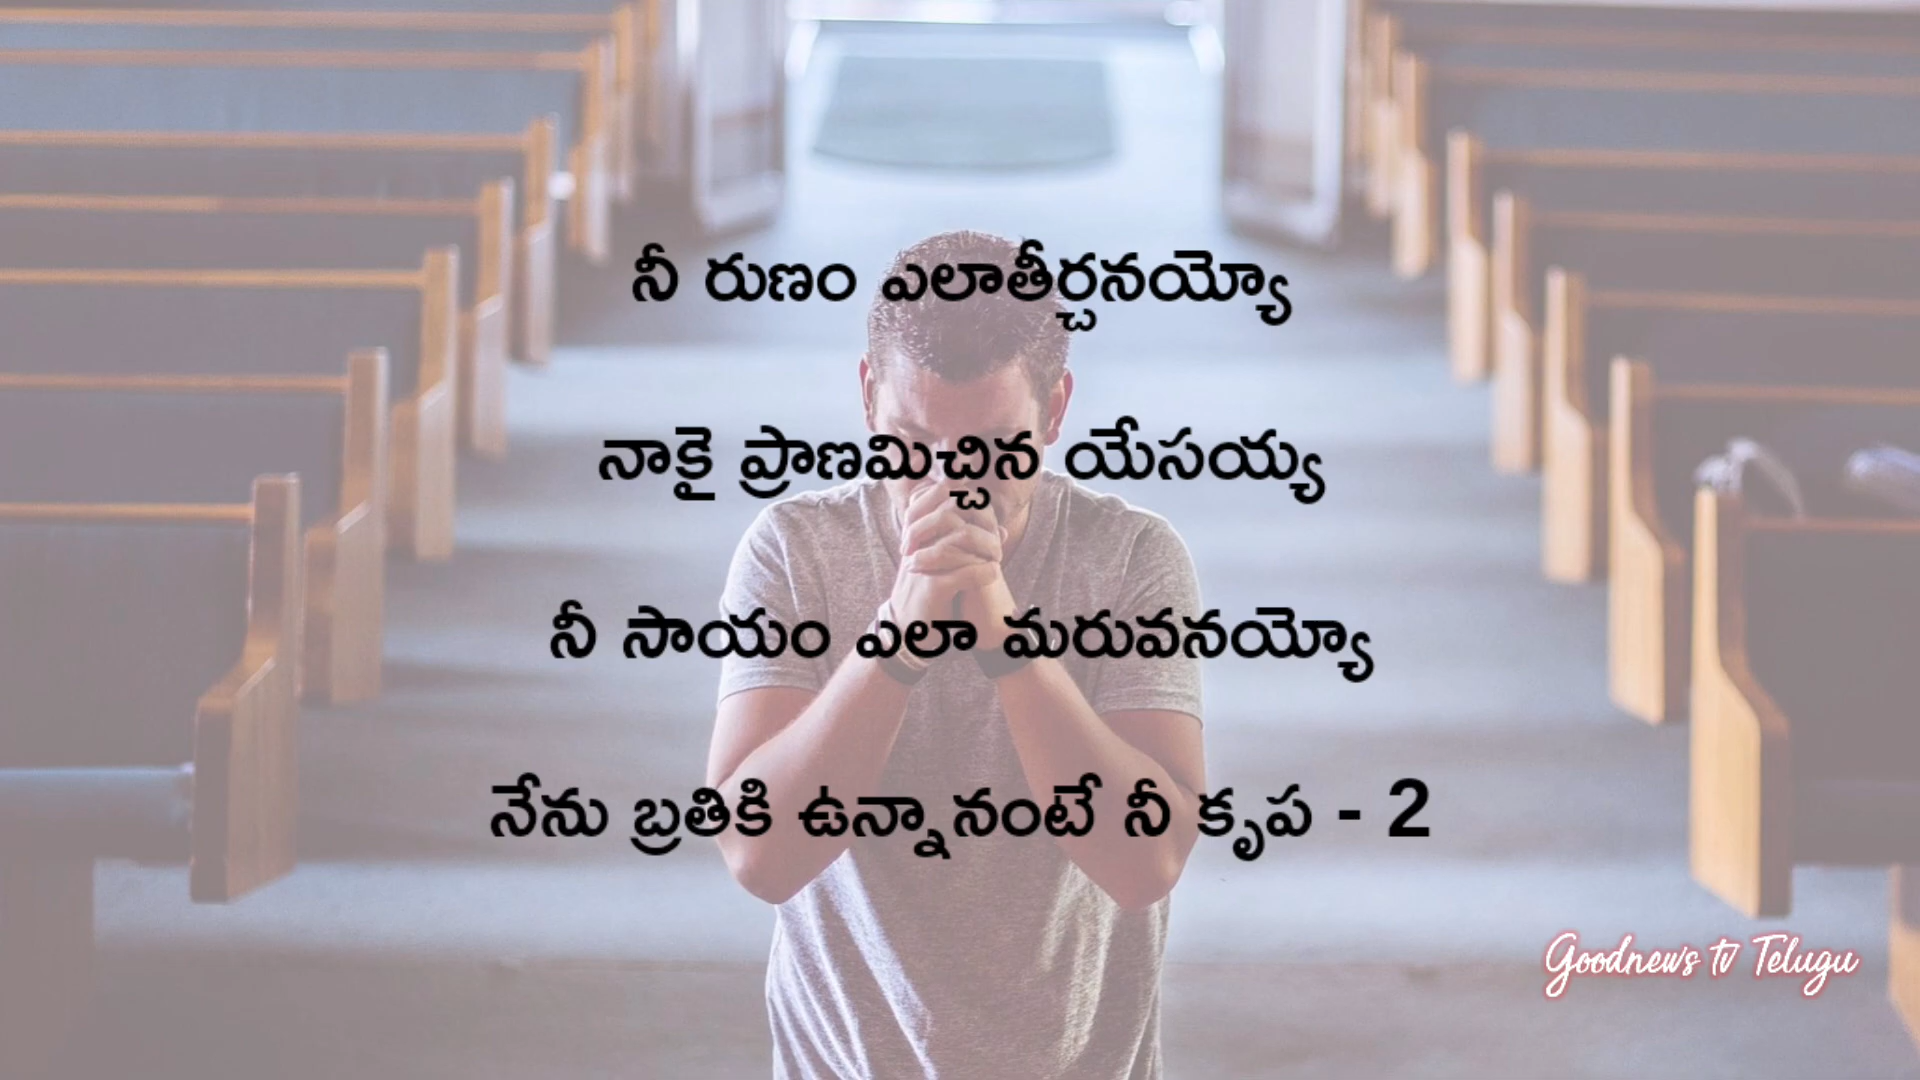 నీ రుణం ఎలాతీర్చనయ్యో
నాకై ప్రాణమిచ్చిన యేసయ్య
నీ సాయం ఎలా మరువనయ్యో
నేను బ్రతికి ఉన్నానంటే నీ కృప - 2
Goodnews tv Telugu